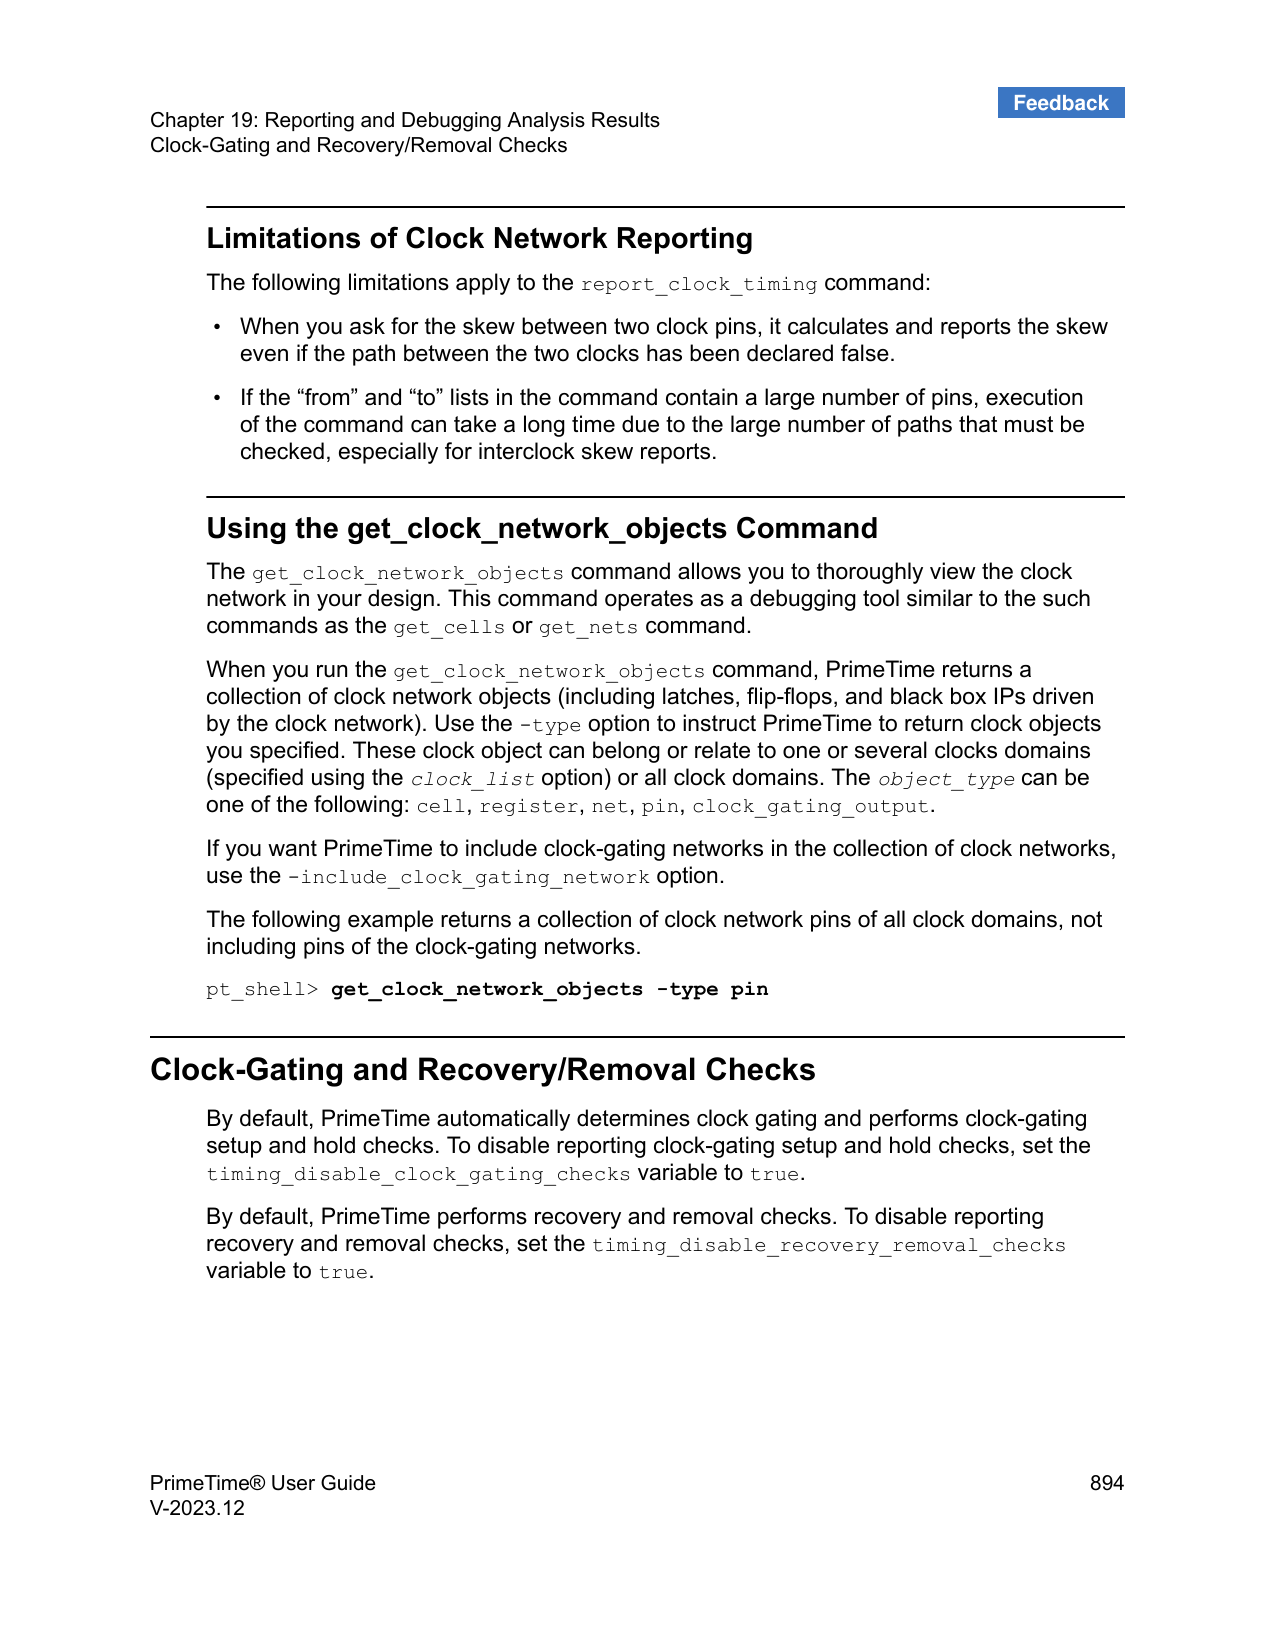 Feedback
Chapter 19: Reporting and Debugging Analysis Results
Clock-Gating and Recovery/Removal Checks
Limitations of Clock Network Reporting
The following limitations apply to the report_clock_timing command:
• When you ask for the skew between two clock pins, it calculates and reports the skew
even if the path between the two clocks has been declared false.
• If the “from” and “to” lists in the command contain a large number of pins, execution
of the command can take a long time due to the large number of paths that must be
checked, especially for interclock skew reports.
Using the get_clock_network_objects Command
The get_clock_network_objects command allows you to thoroughly view the clock
network in your design. This command operates as a debugging tool similar to the such
commands as the get_cells or get_nets command.
When you run the get_clock_network_objects command, PrimeTime returns a
collection of clock network objects (including latches, flip-flops, and black box IPs driven
by the clock network). Use the -type option to instruct PrimeTime to return clock objects
you specified. These clock object can belong or relate to one or several clocks domains
(specified using the clock_list option) or all clock domains. The object_type can be
one of the following: cell, register, net, pin, clock_gating_output.
If you want PrimeTime to include clock-gating networks in the collection of clock networks,
use the -include_clock_gating_network option.
The following example returns a collection of clock network pins of all clock domains, not
including pins of the clock-gating networks.
pt_shell> get_clock_network_objects -type pin
Clock-Gating and Recovery/Removal Checks
By default, PrimeTime automatically determines clock gating and performs clock-gating
setup and hold checks. To disable reporting clock-gating setup and hold checks, set the
timing_disable_clock_gating_checks variable to true.
By default, PrimeTime performs recovery and removal checks. To disable reporting
recovery and removal checks, set the timing_disable_recovery_removal_checks
variable to true.
PrimeTime® User Guide 894
V-2023.12